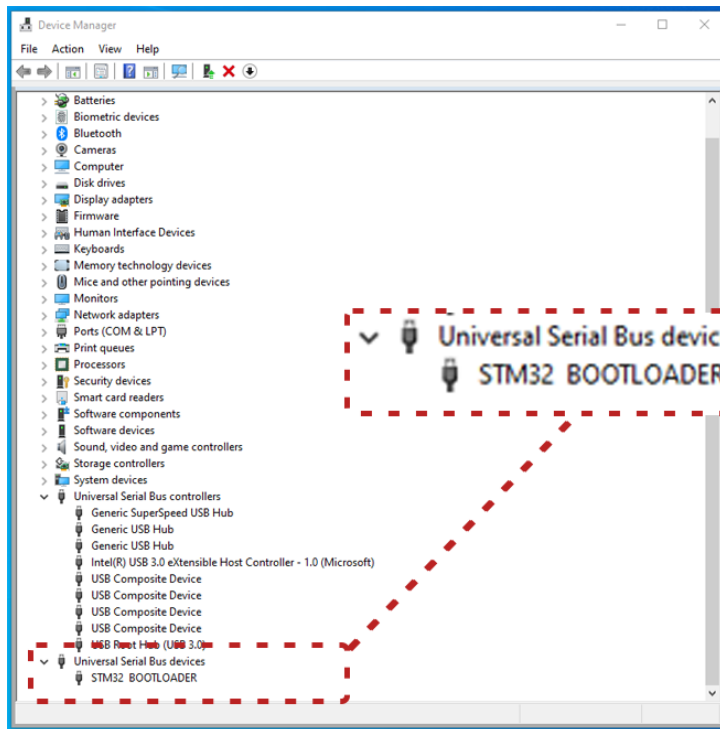 Device Manager
File Action View Help
Batteries
Biometric devices
Bluetooth
Cameras
Computer
Disk drives
Display adapters
Firmware
Human Interface Devices
Keyboards
Memory technology devices
Mice and other pointing devices
Monitors
Network adapters
Ports (COM & LPT)
Print queues
Processors
Security devices
Smart card readers
Software components
Software devices
Sound, video and game controllers
Storage controllers
System devices
Universal Serial Bus controllers
Generic SuperSpeed USB Hub
Generic USB Hub
Generic USB Hub
Intel(R) USB 3.0 eXtensible Host Controller - 1.0 (Microsoft)
USB Composite Device
USB Composite Device
USB Composite Device
USB Composite Device
USB Root Hub (USB 3.0)
Universal Serial Bus devices
STM32 BOOTLOADER
Universal Serial Bus devic
STM32 BOOTLOADER